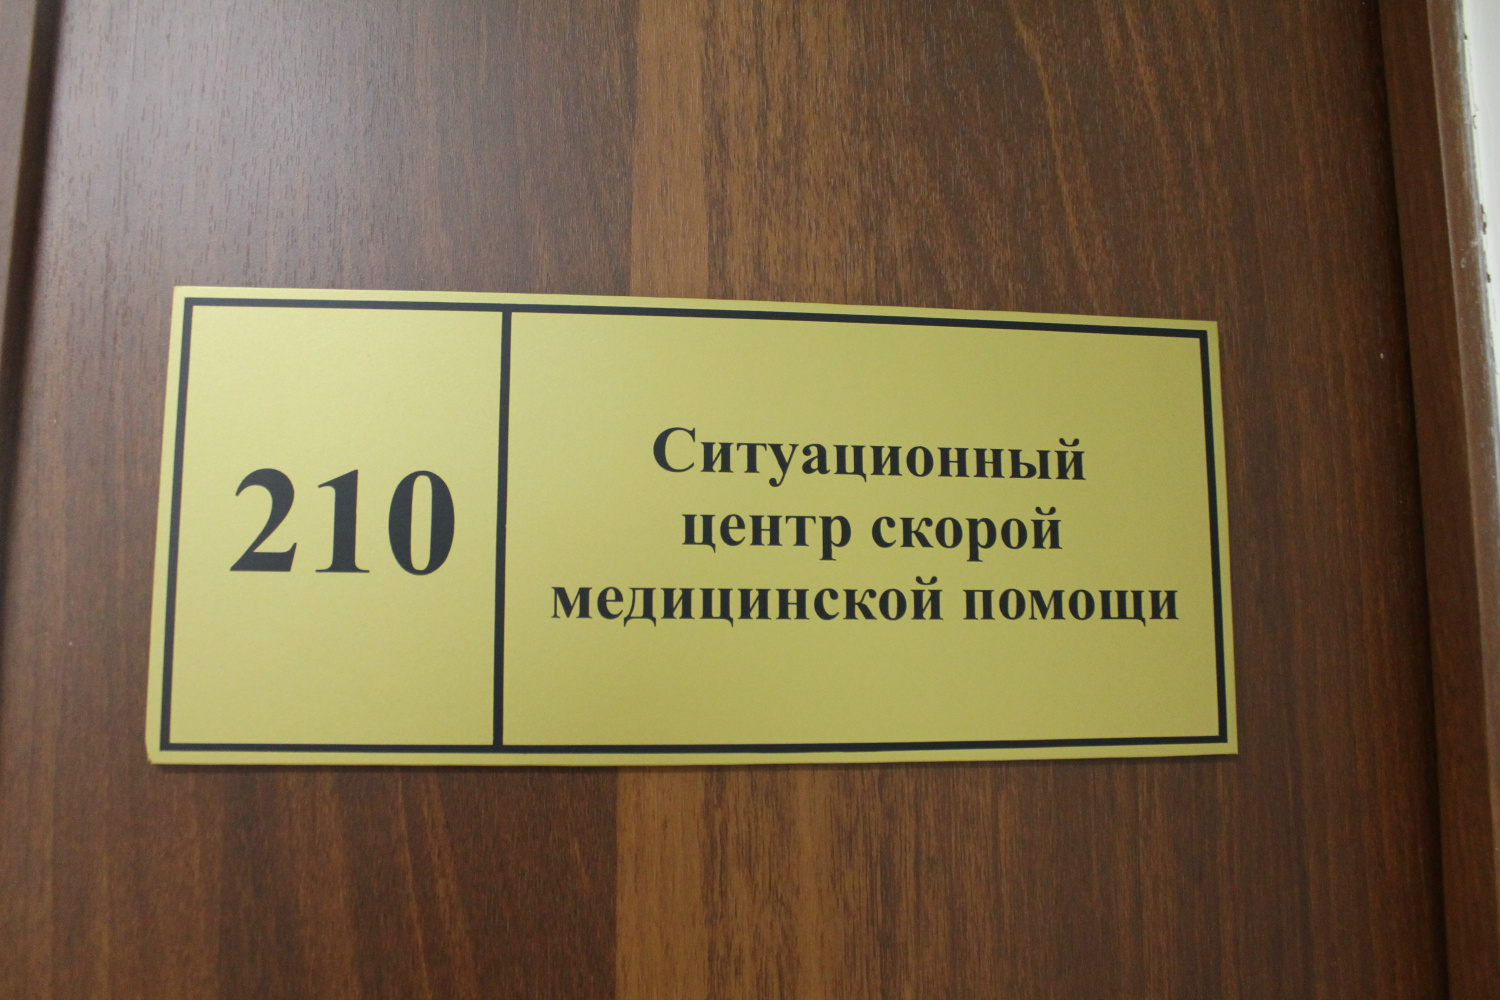 210
Ситуационный
центр скорой
медицинской помощи